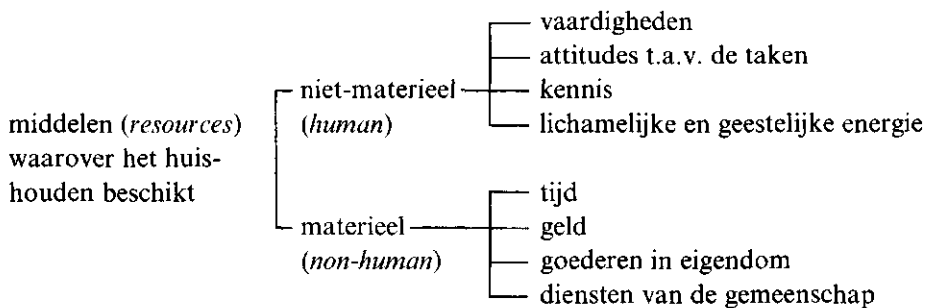 middelen (resources)
waarover het huis-
houden beschikt
niet-materieel
(human)
vaardigheden
attitudes t.a.v. de taken
kennis
lichamelijke en geestelijke energie
materieel
(non-human)
tijd
geld
goederen in eigendom
diensten van de gemeenschap